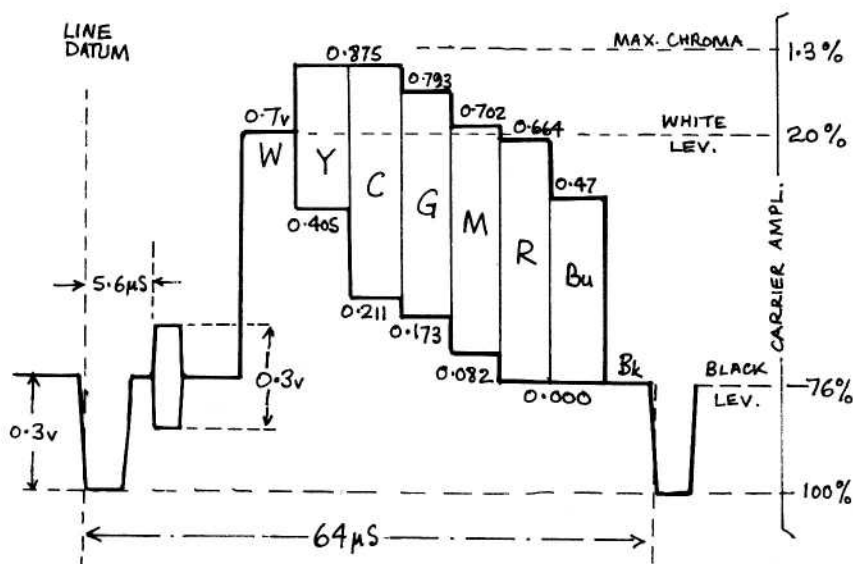 LINE
DATUM
MAX. CHROMA
1.3%
0.875
0.793
0.7v
0.702
0.664
WHITE
LEV.
20%
W
Y
C
G
M
R
Bu
0.47
0.405
5.6µS
0.211
0.173
0.3v
0.082
0.000
Bk
BLACK
LEV.
76%
0.3v
100%
64µS
CARRIER AMPL.